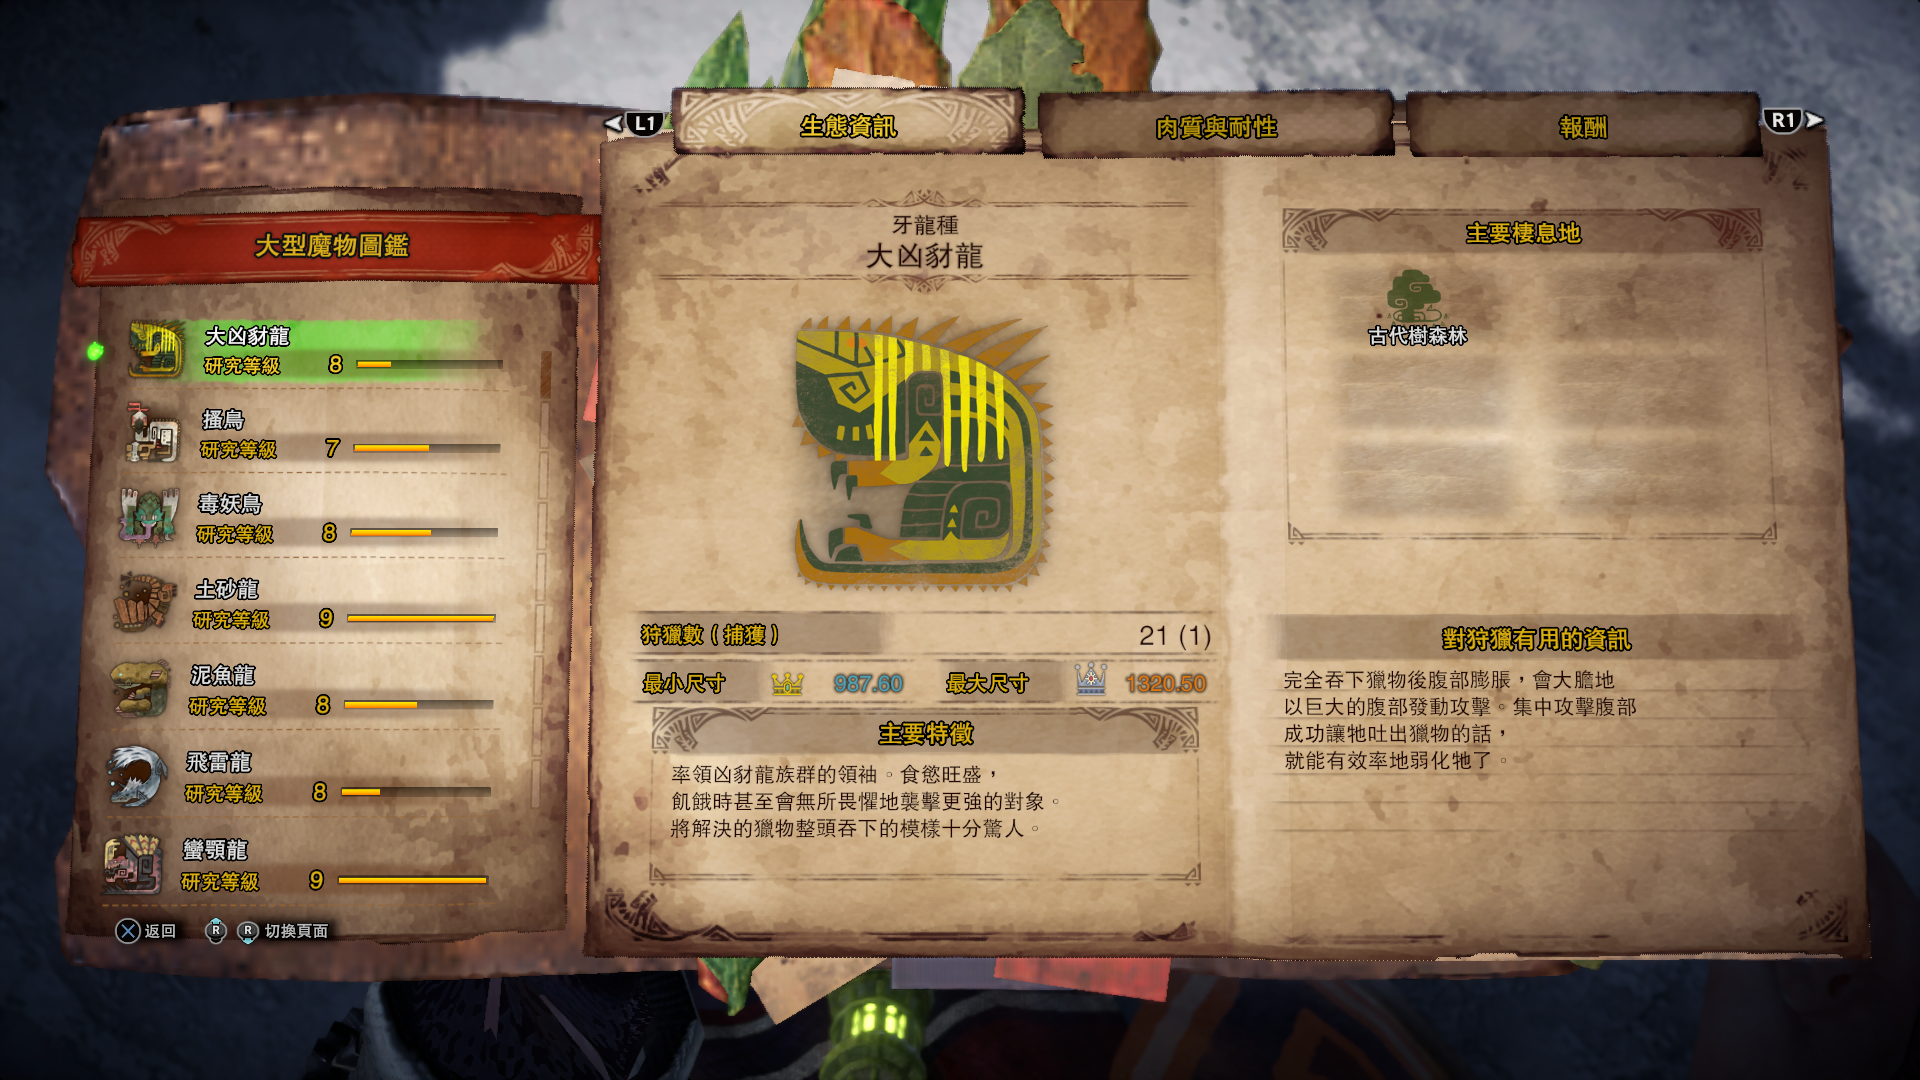 L1
生態資訊
肉質與耐性
報酬
R1
大型魔物圖鑑
大凶豺龍
研究等級 8
搔鳥
研究等級 7
毒妖鳥
研究等級 8
土砂龍
研究等級 9
泥魚龍
研究等級 8
飛雷龍
研究等級 8
蠻顎龍
研究等級 9
返回
R
R
切換頁面
牙龍種
大凶豺龍
狩獵數(捕獲) 21 (1)
最小尺寸 987.60 最大尺寸 1320.50
主要特徵
率領凶豺龍族群的領袖。食慾旺盛,
飢餓時甚至會無所畏懼地襲擊更強的對象。
將解決的獵物整頭吞下的模樣十分驚人。
主要棲息地
古代樹森林
對狩獵有用的資訊
完全吞下獵物後腹部膨脹,會大膽地
以巨大的腹部發動攻擊。集中攻擊腹部
成功讓牠吐出獵物的話,
就能有效率地弱化牠了。